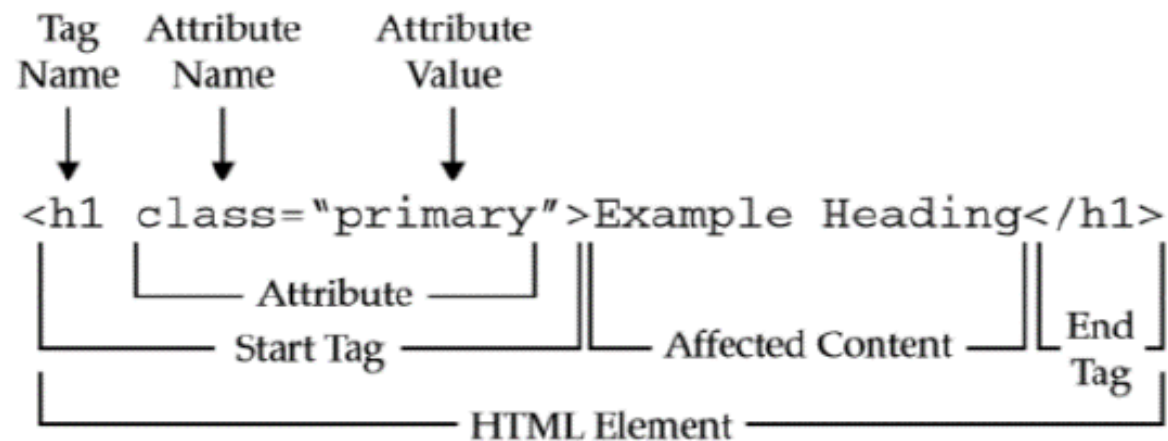 Tag Attribute Attribute
Name Name Value
<h1 class=“primary”>Example Heading</h1>
Attribute
Start Tag Affected Content End
Tag
HTML Element